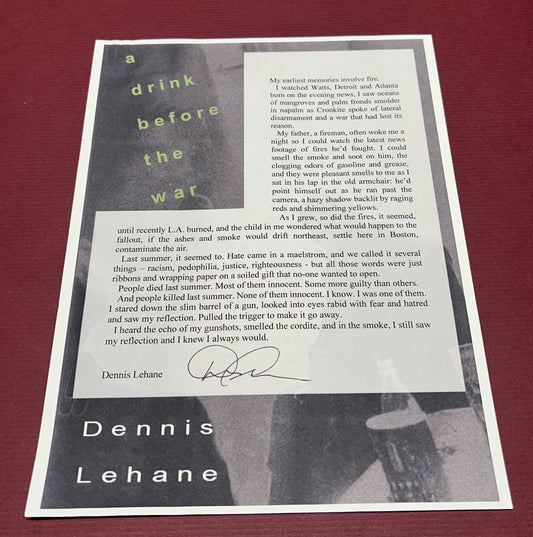 a
drink
before
the
war
My earliest memories involve fire.
I watched Watts, Detroit and Atlanta
burn on the evening news, I saw oceans
of mangroves and palm fronds smolder
in napalm as Cronkite spoke of lateral
disarmament and a war that had lost its
reason.
My father, a fireman, often woke me a
night so I could watch the latest news
footage of fires he'd fought. I could
smell the smoke and soot on him, the
clogging odors of gasoline and grease,
and they were pleasant smells to me as I
sat in his lap in the old armchair: he'd
point himself out as he ran past the
camera, a hazy shadow backlit by raging
reds and shimmering yellows.
As I grew, so did the fires, it seemed,
until recently L.A. burned, and the child in me wondered what would happen to the
fallout, if the ashes and smoke would drift northeast, settle here in Boston,
contaminate the air.
Last summer, it seemed to. Hate came in a maelstrom, and we called it several
things – racism, pedophilia, justice, righteousness - but all those words were just
ribbons and wrapping paper on a soiled gift that no-one wanted to open.
People died last summer. Most of them innocent. Some more guilty than others.
And people killed last summer. None of them innocent. I know. I was one of them.
I stared down the slim barrel of a gun, looked into eyes rabid with fear and hatred
and saw my reflection. Pulled the trigger to make it go away.
I heard the echo of my gunshots, smelled the cordite, and in the smoke, I still saw
my reflection and I knew I always would.
Dennis Lehane
Dennis
Lehane